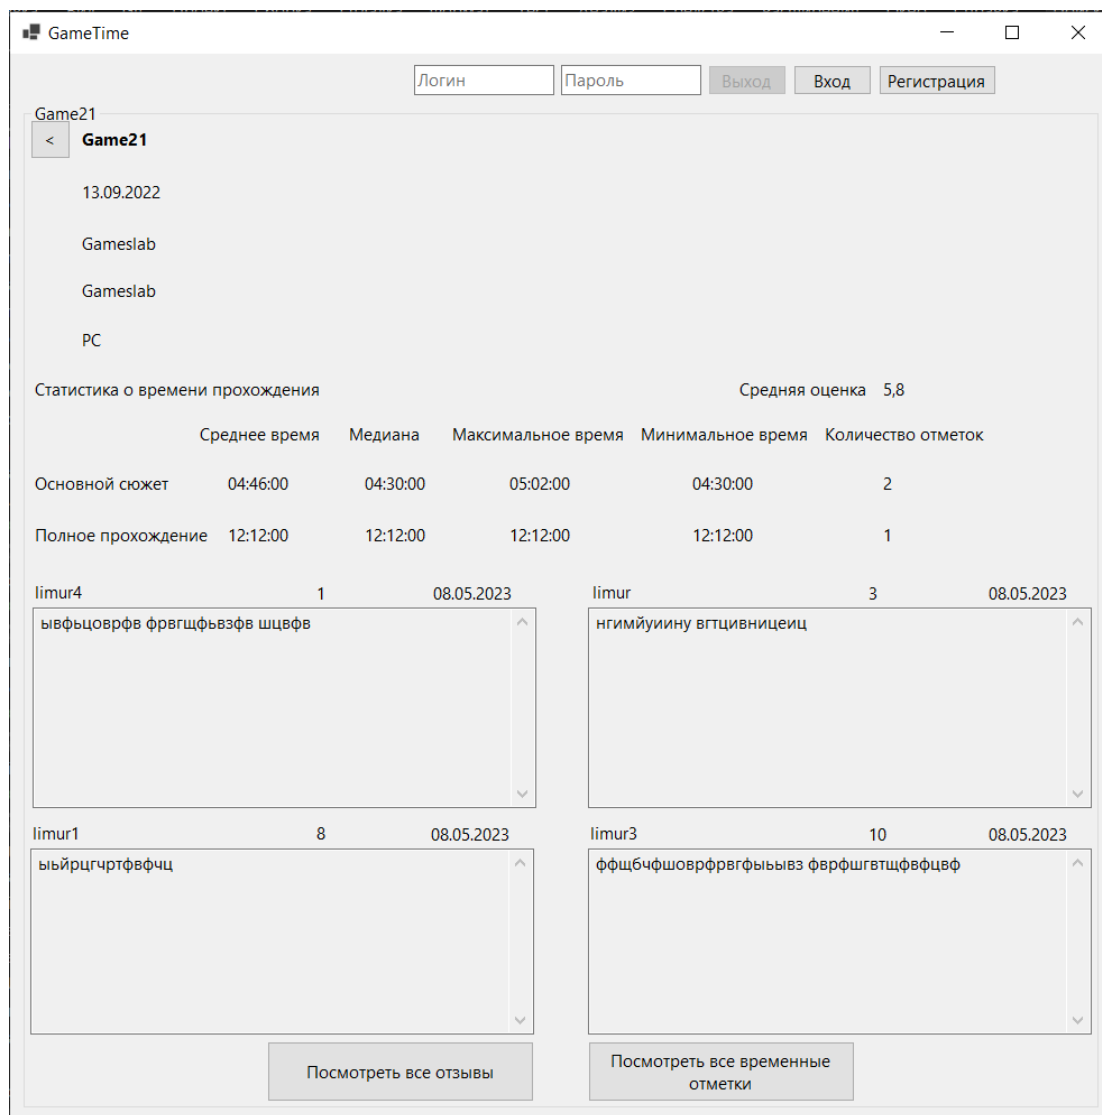 GameTime
Логин Пароль Выход Вход Регистрация
Game21
< Game21
13.09.2022
Gameslab
Gameslab
PC
Статистика о времени прохождения Средняя оценка 5,8
Среднее время Медиана Максимальное время Минимальное время Количество отметок
Основной сюжет 04:46:00 04:30:00 05:02:00 04:30:00 2
Полное прохождение 12:12:00 12:12:00 12:12:00 12:12:00 1
limur4 1 08.05.2023 limur 3 08.05.2023
ывфьцоврфв фрвгщфьвзфв шцвфв нгимйуиину вгтцивницеиц
limur1 8 08.05.2023 limur3 10 08.05.2023
ыьйрцгчртфвфчц ффщбчфшоврфрвгфыьывз фврфшгвтщфвфцвф
Посмотреть все отзывы Посмотреть все временные
отметки